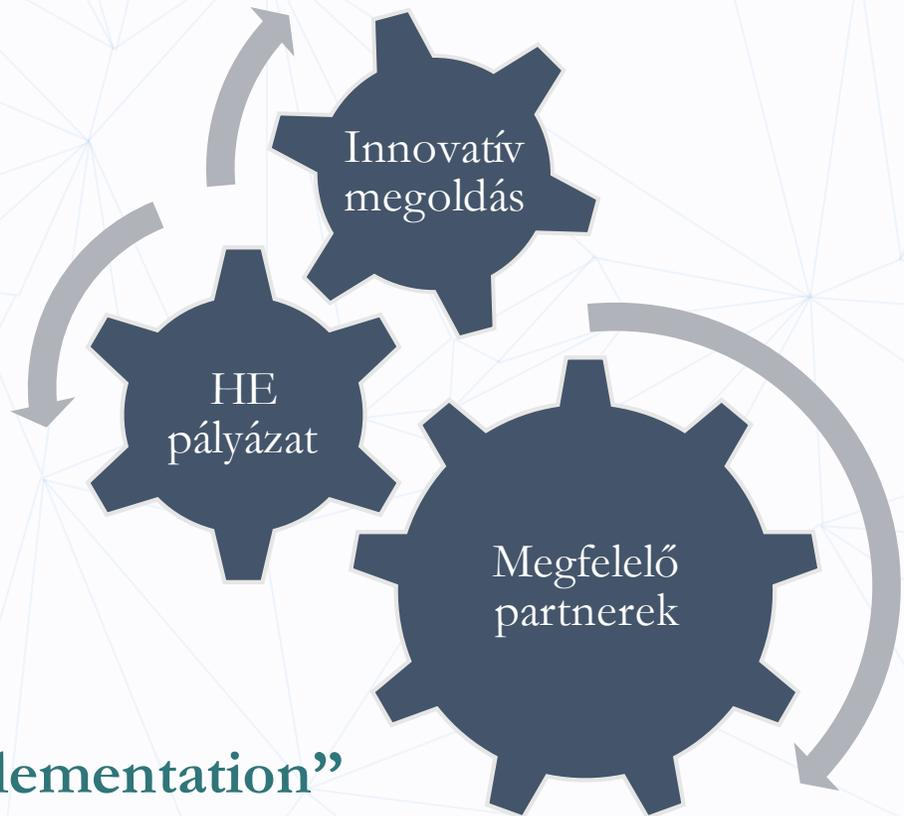 Innovatív
megoldás
HE
pályázat
Megfelelő
partnerek
lementation”